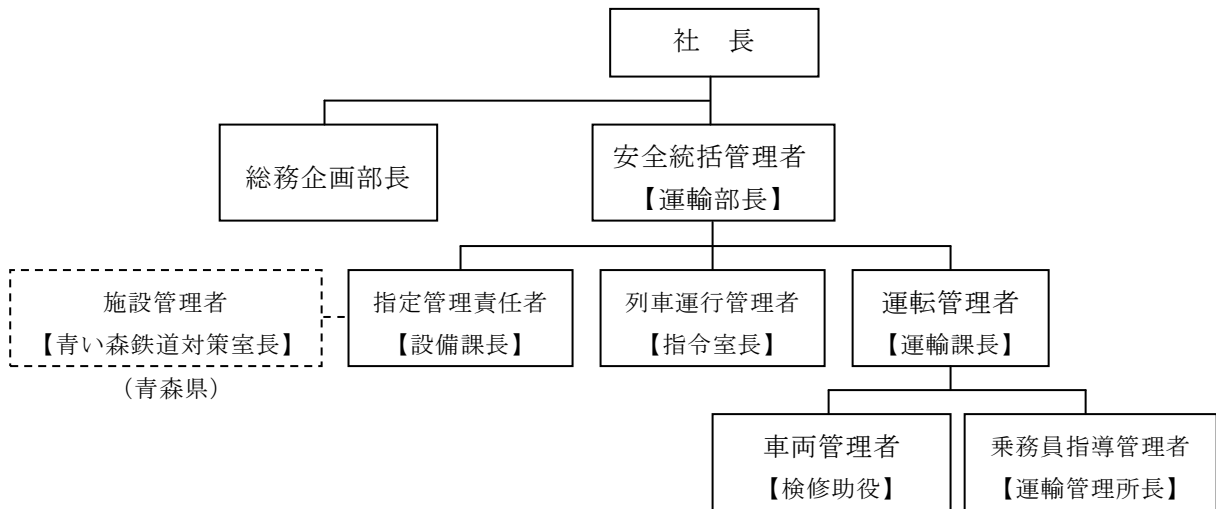 社　長
総務企画部長
安全統括管理者
【運輸部長】
施設管理者
【青い森鉄道対策室長】
（青森県）
指定管理責任者
【設備課長】
列車運行管理者
【指令室長】
運転管理者
【運輸課長】
車両管理者
【検修助役】
乗務員指導管理者
【運輸管理所長】